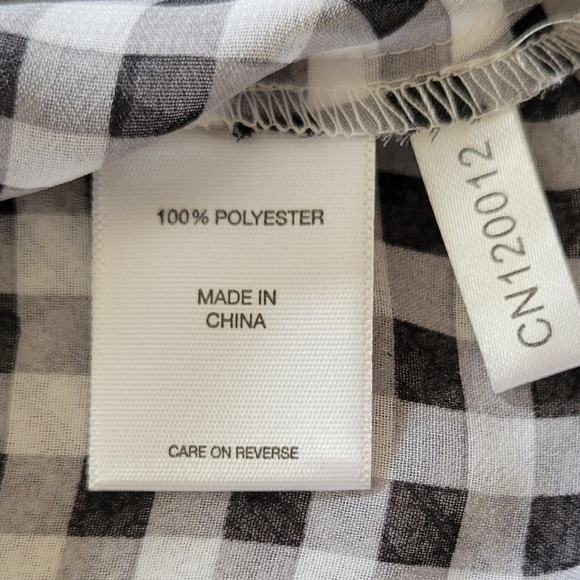 100% POLYESTER
MADE IN
CHINA
CARE ON REVERSE
CN120012